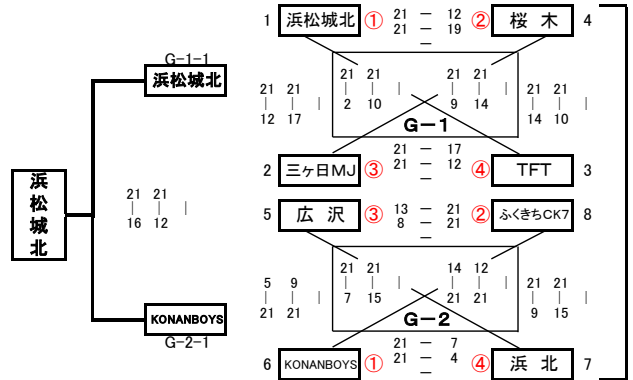 1 浜松城北 ① 21 — 12 ② 桜木 4
21 — 19
—
G-1-1
浜松城北
21 21 | 21 21 | 21 21 | 21 21 |
| | | | | | | |
12 17 2 10 9 14 14 10
G-1
21 — 17
2 三ヶ日MJ ③ 21 — 12 ④ TFT 3
—
浜松城北
21 21
| | |
16 12
5 広沢 ③ 13 — 21 ② ふくきちCK7 8
8 — 21
—
5 9 | 21 21 | 14 12 | 21 21 |
| | | | | | | |
21 21 7 15 21 21 9 15
G-2
KONANBOYS
G-2-1
21 — 7
6 KONANBOYS ① 21 — 4 ④ 浜北 7
—